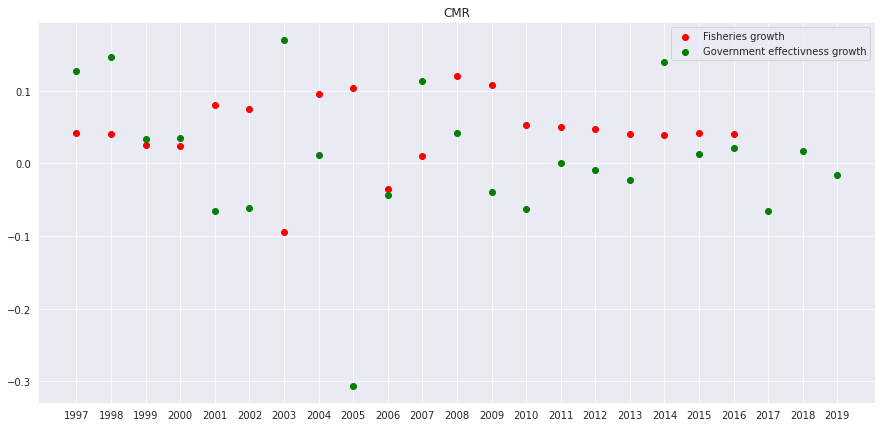 CMR
Fisheries growth
Government effectivness growth
0.1
0.0
−0.1
−0.2
−0.3
1997 1998 1999 2000 2001 2002 2003 2004 2005 2006 2007 2008 2009 2010 2011 2012 2013 2014 2015 2016 2017 2018 2019